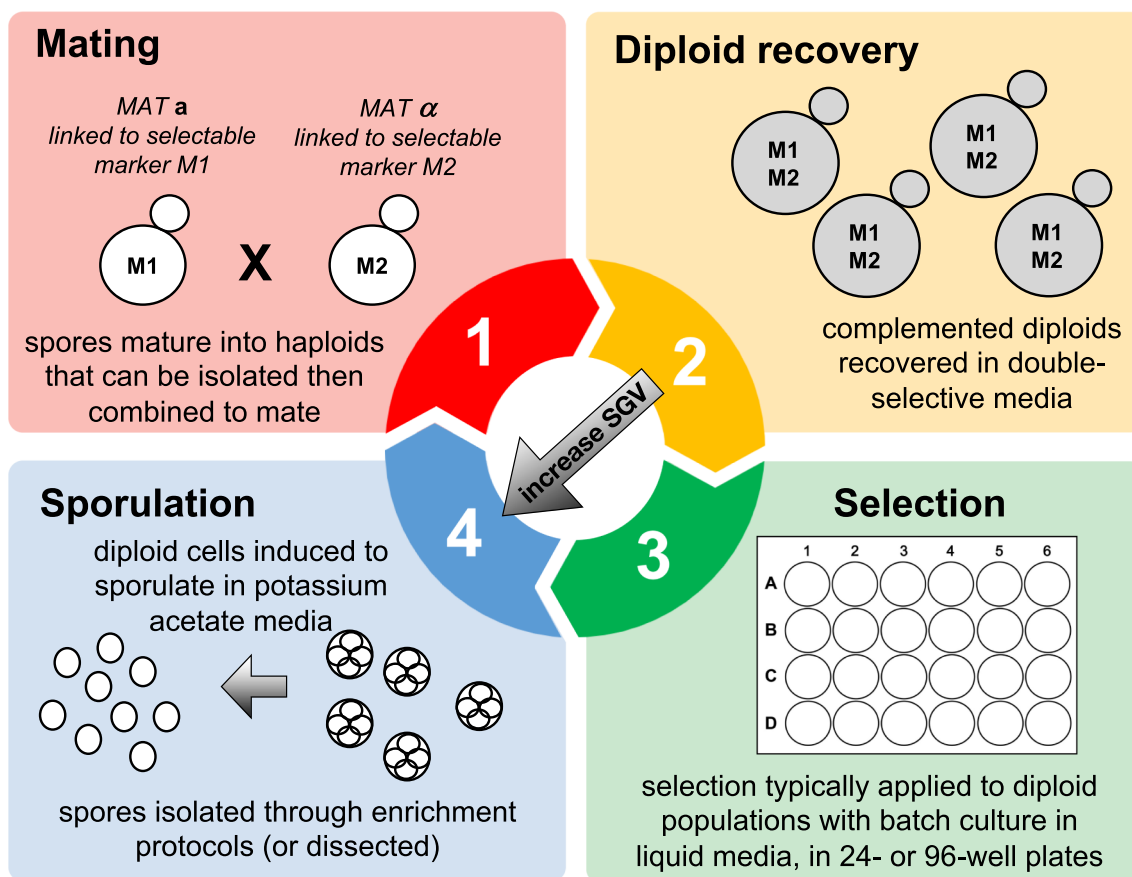 Mating
MAT a
linked to selectable
marker M1
MAT α
linked to selectable
marker M2
M1
X
M2
spores mature into haploids
that can be isolated then
combined to mate
Diploid recovery
M1
M2
M1
M2
M1
M2
M1
M2
complemented diploids
recovered in double-
selective media
1
2
3
4
increase SGV
Sporulation
diploid cells induced to
sporulate in potassium
acetate media
spores isolated through enrichment
protocols (or dissected)
Selection
1 2 3 4 5 6
A
B
C
D
selection typically applied to diploid
populations with batch culture in
liquid media, in 24- or 96-well plates